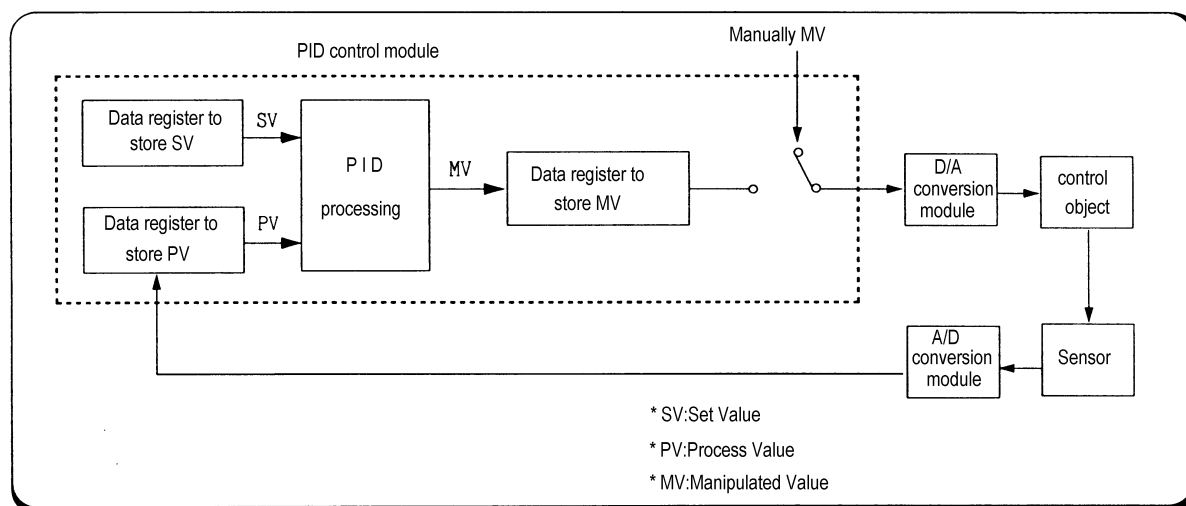 Manually MV
PID control module
Data register to
store SV
SV
PID
processing
MV
Data register to
store MV
D/A
conversion
module
control
object
Data register to
store PV
PV
A/D
conversion
module
Sensor
* SV:Set Value
* PV:Process Value
* MV:Manipulated Value